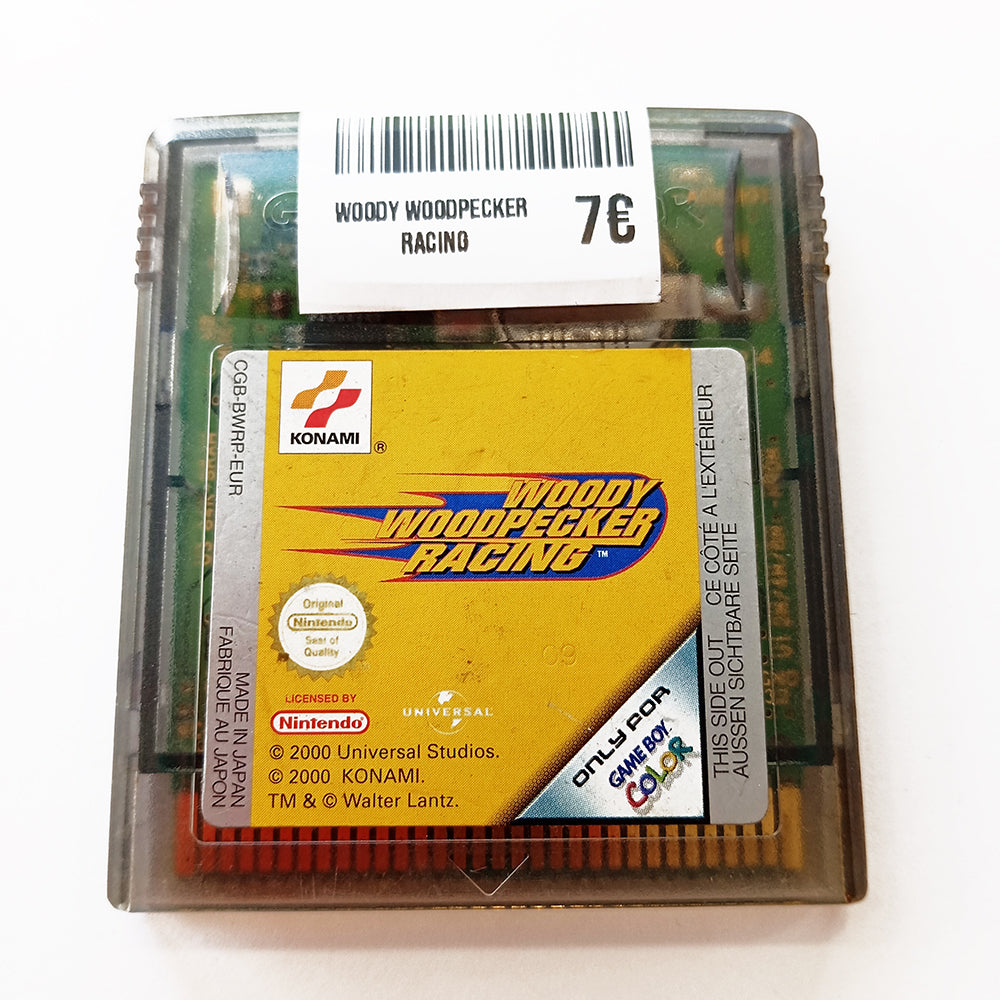 WOODY WOODPECKER
RACING
7€
KONAMI
®
CGB-BWRP-EUR
WOODY
WOODPECKER
RACING™
Original
Nintendo
Seal of
Quality
09
LICENSED BY
Nintendo®
UNIVERSAL
© 2000 Universal Studios.
© 2000 KONAMI.
TM & © Walter Lantz.
MADE IN JAPAN
FABRIQUE AU JAPON
ONLY FOR
GAME BOY
COLOR
THIS SIDE OUT
CE CÔTÉ A L'EXTÉRIEUR
AUSSEN SICHTBARE SEITE